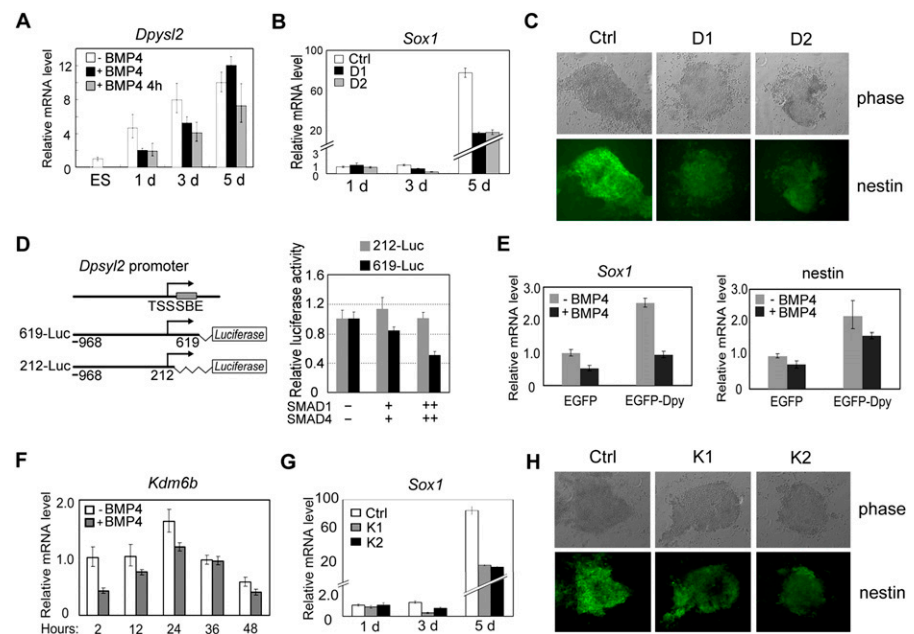 A
Dpysl2
Relative mRNA level
12
8
4
0
- BMP4
+ BMP4
+ BMP4 4h
ES 1 d 3 d 5 d
B
Sox1
Relative mRNA level
100
60
20
3
1
0
Ctrl
D1
D2
1 d 3 d 5 d
C
Ctrl D1 D2
phase
nestin
D
Dpsyl2 promoter
TSSSBE
619-Luc
-968 619 Luciferase
212-Luc
-968 212 Luciferase
212-Luc
619-Luc
Relative luciferase activity
1.6
1.2
0.8
0.4
0
SMAD1 – + ++
SMAD4 – + ++
E
Sox1
Relative mRNA level
3.0
2.0
1.0
0.0
- BMP4
+ BMP4
EGFP EGFP-Dpy
nestin
Relative mRNA level
3.0
2.0
1.0
0.0
- BMP4
+ BMP4
EGFP EGFP-Dpy
F
Kdm6b
Relative mRNA level
2.0
1.0
0.0
-BMP4
+BMP4
Hours: 2 12 24 36 48
G
Sox1
Relative mRNA level
100
60
20
2
1
0
Ctrl
K1
K2
1 d 3 d 5 d
H
Ctrl K1 K2
phase
nestin